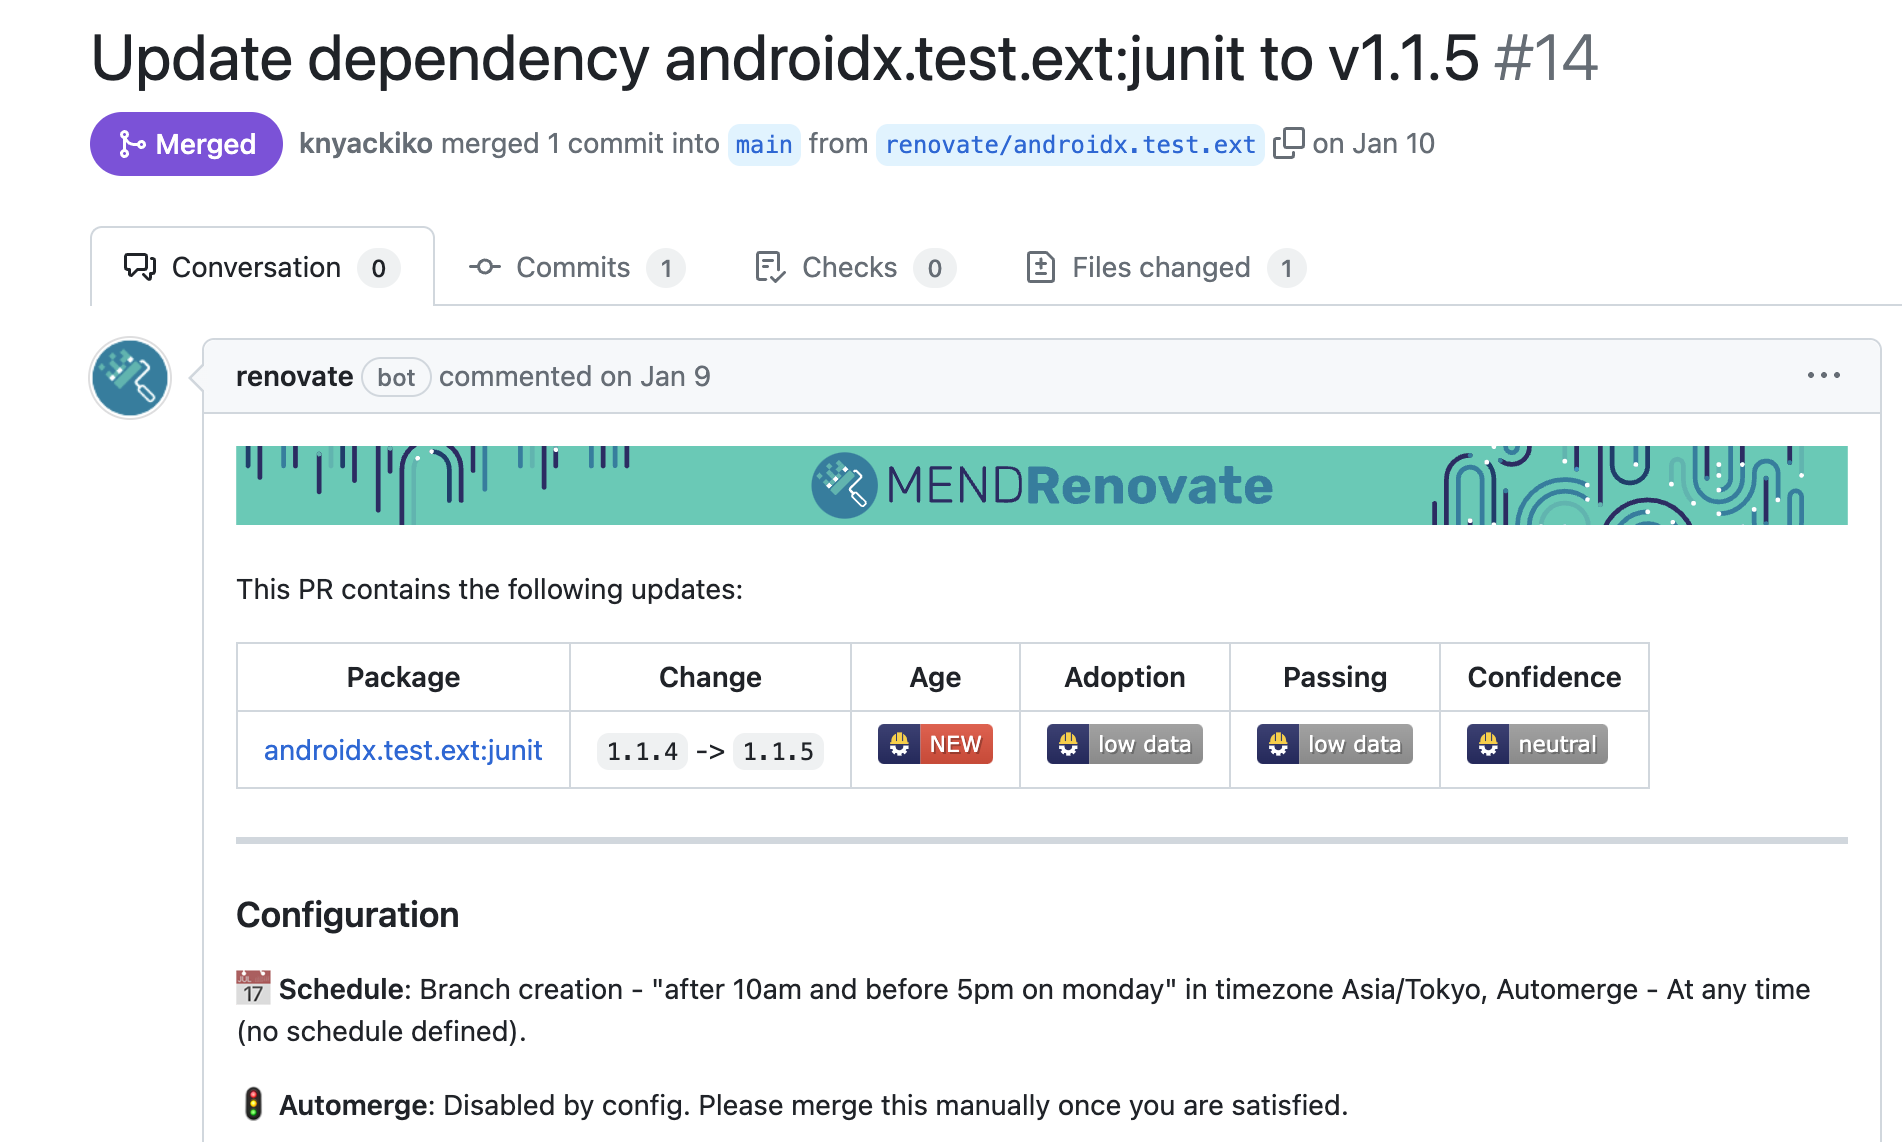 Update dependency androidx.test.ext:junit to v1.1.5 #14
Merged knyackiko merged 1 commit into main from renovate/androidx.test.ext on Jan 10
Conversation 0 Commits 1 Checks 0 Files changed 1
renovate bot commented on Jan 9
MENDRenovate
This PR contains the following updates:
Package Change Age Adoption Passing Confidence
androidx.test.ext:junit 1.1.4 -> 1.1.5 NEW low data low data neutral
Configuration
JUL 17 Schedule: Branch creation - "after 10am and before 5pm on monday" in timezone Asia/Tokyo, Automerge - At any time
(no schedule defined).
Automerge: Disabled by config. Please merge this manually once you are satisfied.